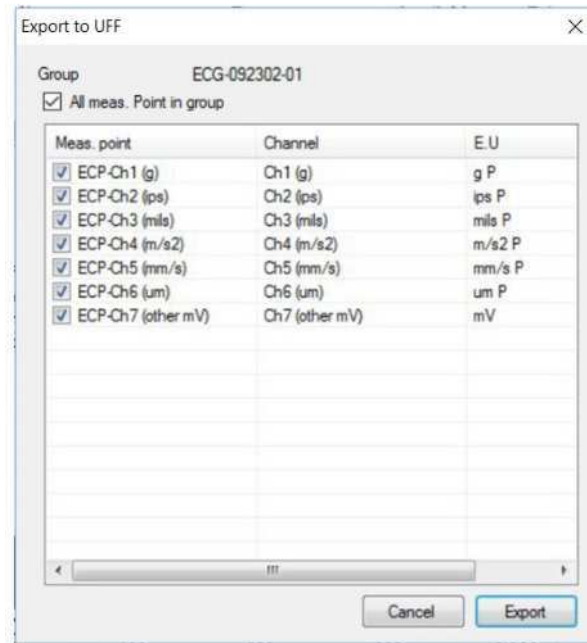 Export to UFF
Group ECG-092302-01
All meas. Point in group
Meas. point Channel E.U
ECP-Ch1 (g) Ch1 (g) g P
ECP-Ch2 (ips) Ch2 (ips) ips P
ECP-Ch3 (mils) Ch3 (mils) mils P
ECP-Ch4 (m/s2) Ch4 (m/s2) m/s2 P
ECP-Ch5 (mm/s) Ch5 (mm/s) mm/s P
ECP-Ch6 (um) Ch6 (um) um P
ECP-Ch7 (other mV) Ch7 (other mV) mV
Cancel Export